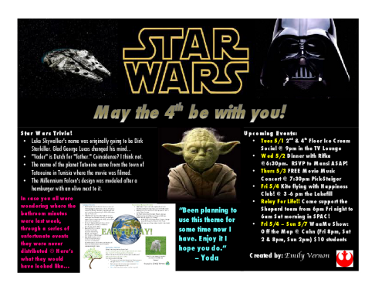 STAR
WARS
May the 4th be with you!
Star Wars Trivia!
Luke Skywalker's name was originally going to be Dirk
Starkiller. Glad George Lucas changed his mind...
"Vader" is Dutch for "father." Coincidence? I think not.
The name of the planet Tatooine came from the town of
Tataouine in Tunisia where the movie was filmed.
The Millennium Falcon's design was modeled after a
hamburger with an olive next to it.
In case you all were
wondering where the
bathroom minutes
were last week,
through a series of
unfortunate events
they were never
distributed Here's
what they would
have looked like...
EARTH DAY!
"Been planning to
use this theme for
some time now I
have. Enjoy it I
hope you do."
– Yoda
Upcoming Events:
Tues 5/1 2nd & 4th Floor Ice Cream
Social @ 9pm in the TV Lounge
Wed 5/2 Dinner with Rifka
@6:30pm. RSVP to Mansi ASAP!
Thurs 5/3 FREE Movie Music
Concert @ 7:30pm Pick-Staiger
Fri 5/4 Kite flying with Happiness
Club! @ 3-6 pm the Lakefill
Relay For Life!! Come support the
Shepard team from 6pm Fri night to
6am Sat morning in SPAC!
Fri 5/4 – Sun 5/7 WooMe Show:
Off the Map @ Cahn (Fri 8pm, Sat
2 & 8pm, Sun 2pm) $10 students
Created by: Emily Vernon